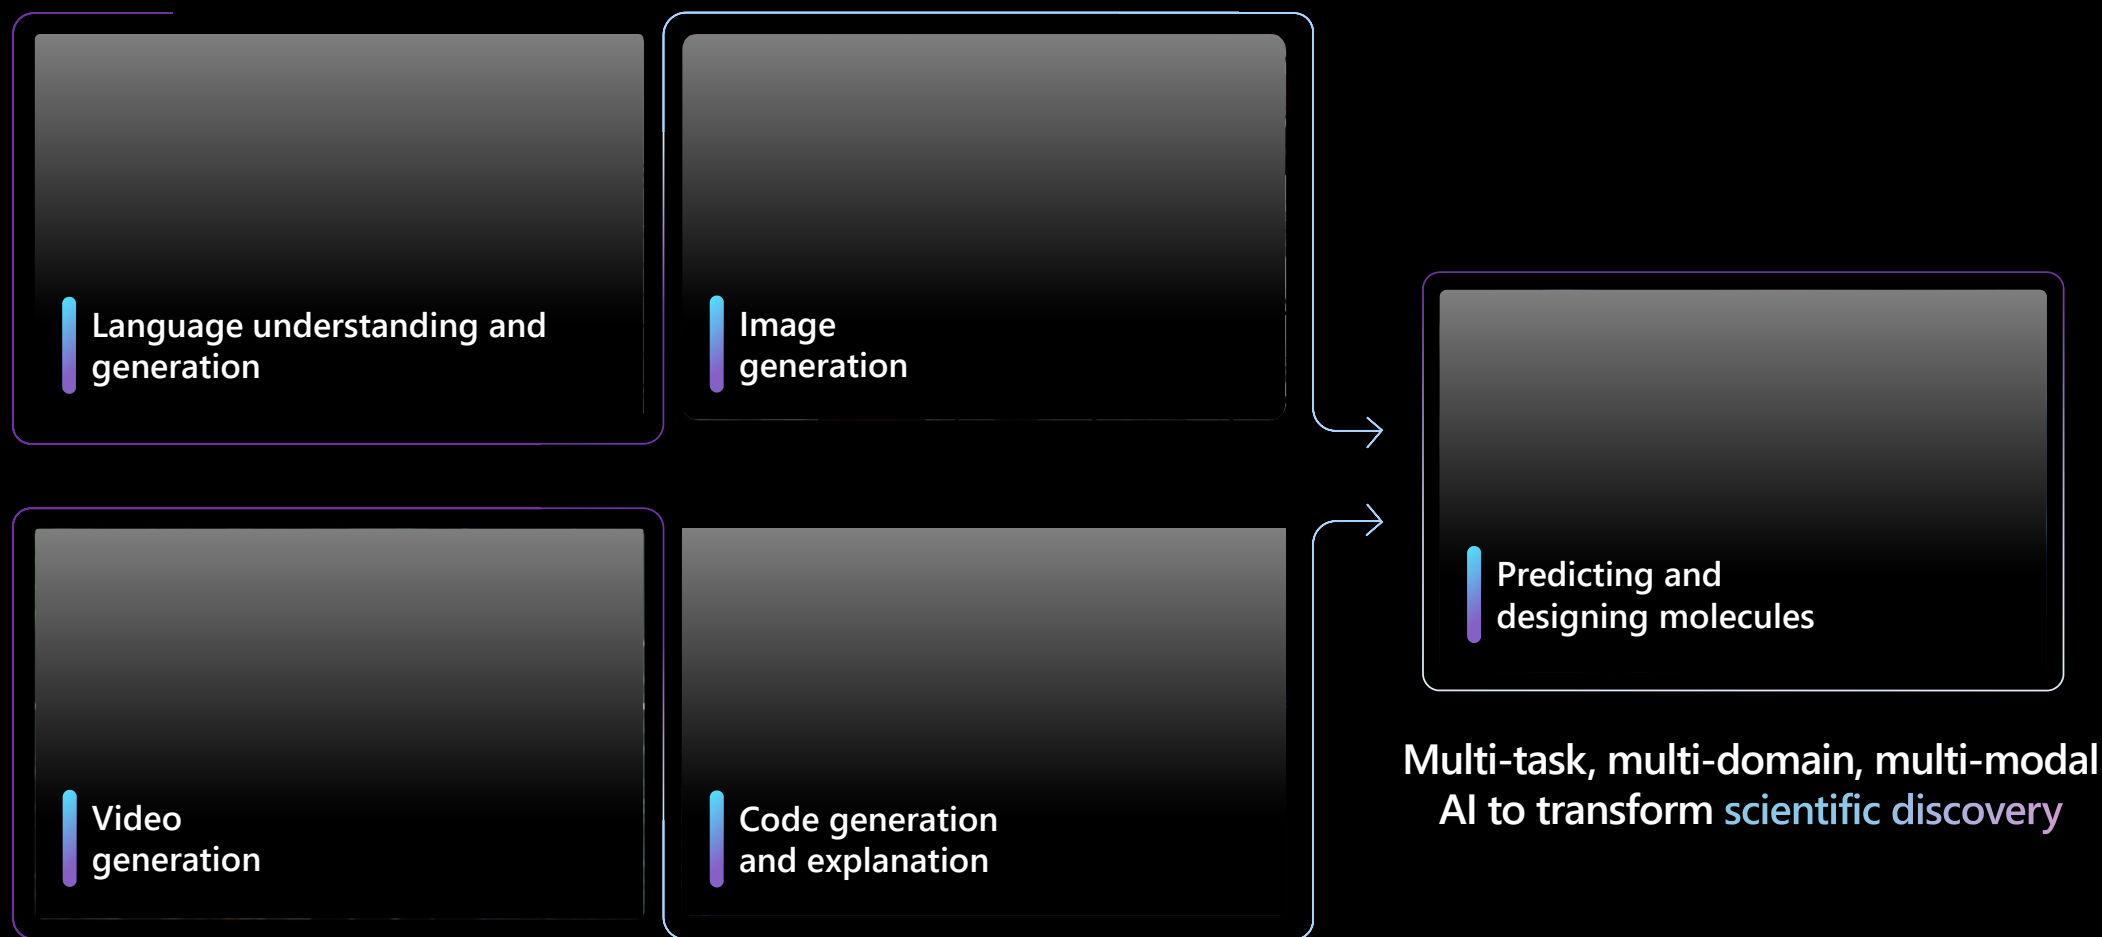 Language understanding and
generation
Image
generation
Video
generation
Code generation
and explanation
Predicting and
designing molecules
Multi-task, multi-domain, multi-modal
AI to transform scientific discovery